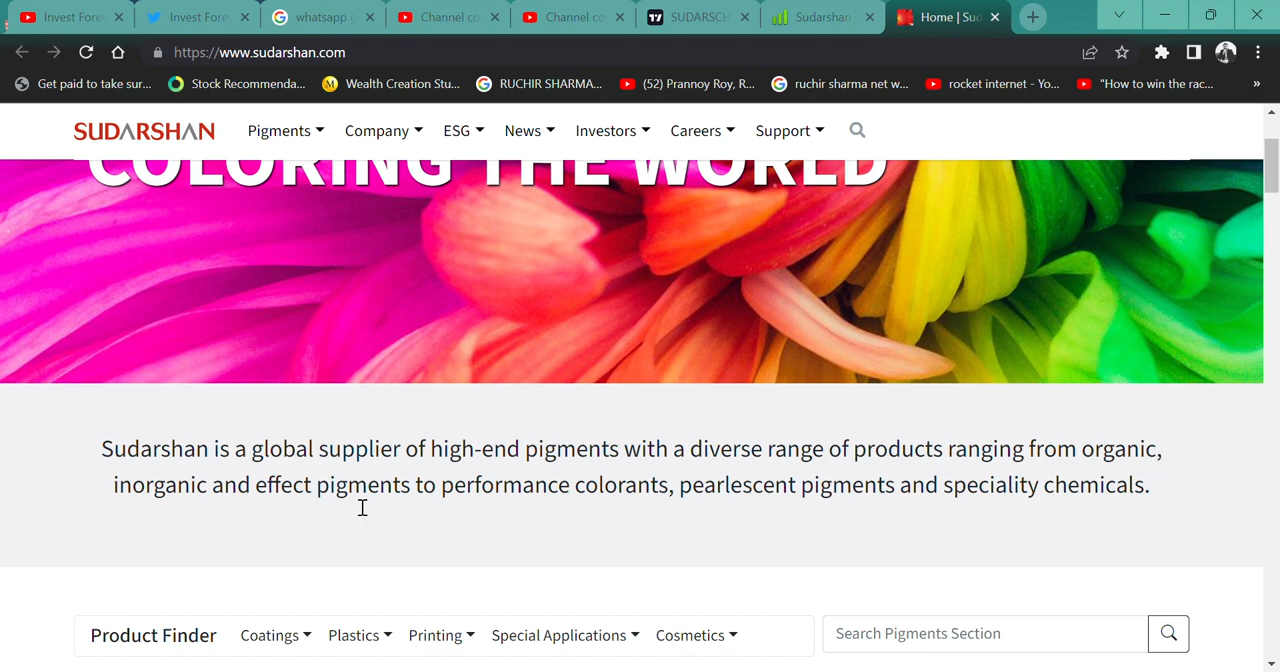 Invest Fore
Invest Fore
whatsapp g
Channel co
Channel co
SUDARSCH
Sudarshan
Home | Sud
https://www.sudarshan.com
Get paid to take sur...
Stock Recommenda...
Wealth Creation Stu...
RUCHIR SHARMA...
(52) Prannoy Roy, R...
ruchir sharma net w...
rocket internet - Yo...
"How to win the rac...
»
SUDARSHAN
Pigments
Company
ESG
News
Investors
Careers
Support
COLORING THE WORLD
Sudarshan is a global supplier of high-end pigments with a diverse range of products ranging from organic,
inorganic and effect pigments to performance colorants, pearlescent pigments and speciality chemicals.
Product Finder
Coatings
Plastics
Printing
Special Applications
Cosmetics
Search Pigments Section